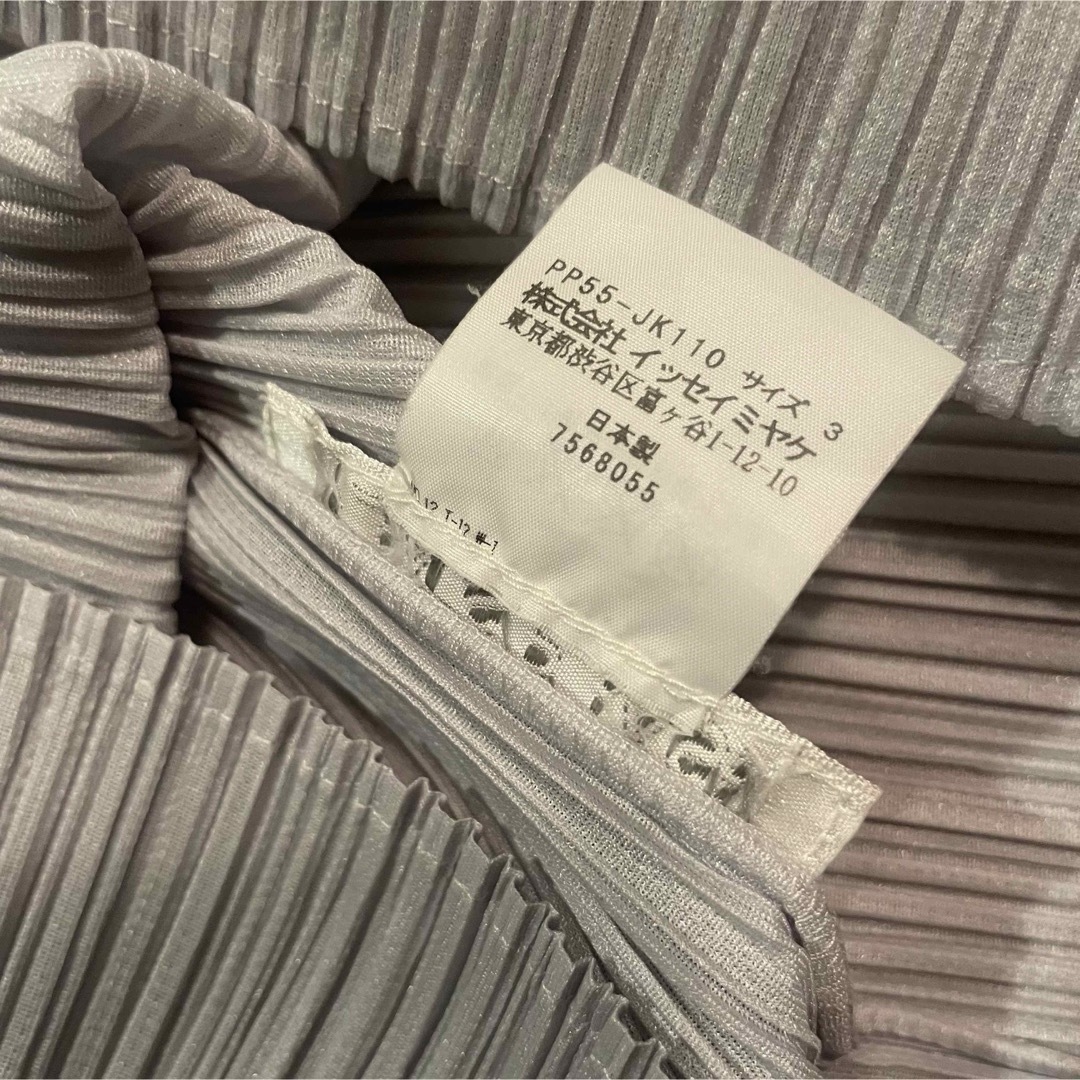 PP55-JK110 サイズ 3
株式会社 イッセイミヤケ
東京都渋谷区富ヶ谷1-12-10
日本製
7568055